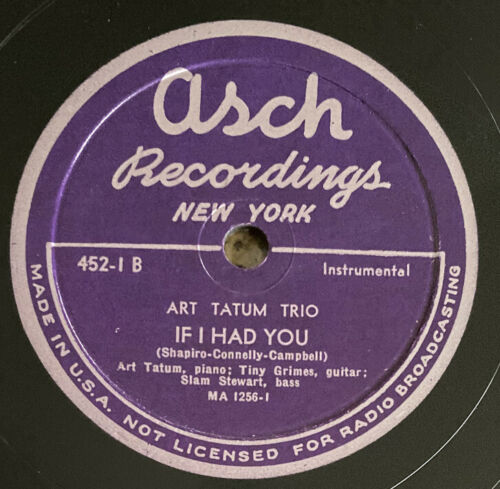 asch
Recordings
NEW YORK
452-1 B
Instrumental
ART TATUM TRIO
IF I HAD YOU
(Shapiro-Connelly-Campbell)
Art Tatum, piano; Tiny Grimes, guitar;
Slam Stewart, bass
MA 1256-1
MADE IN U.S.A. NOT LICENSED FOR RADIO BROADCASTING